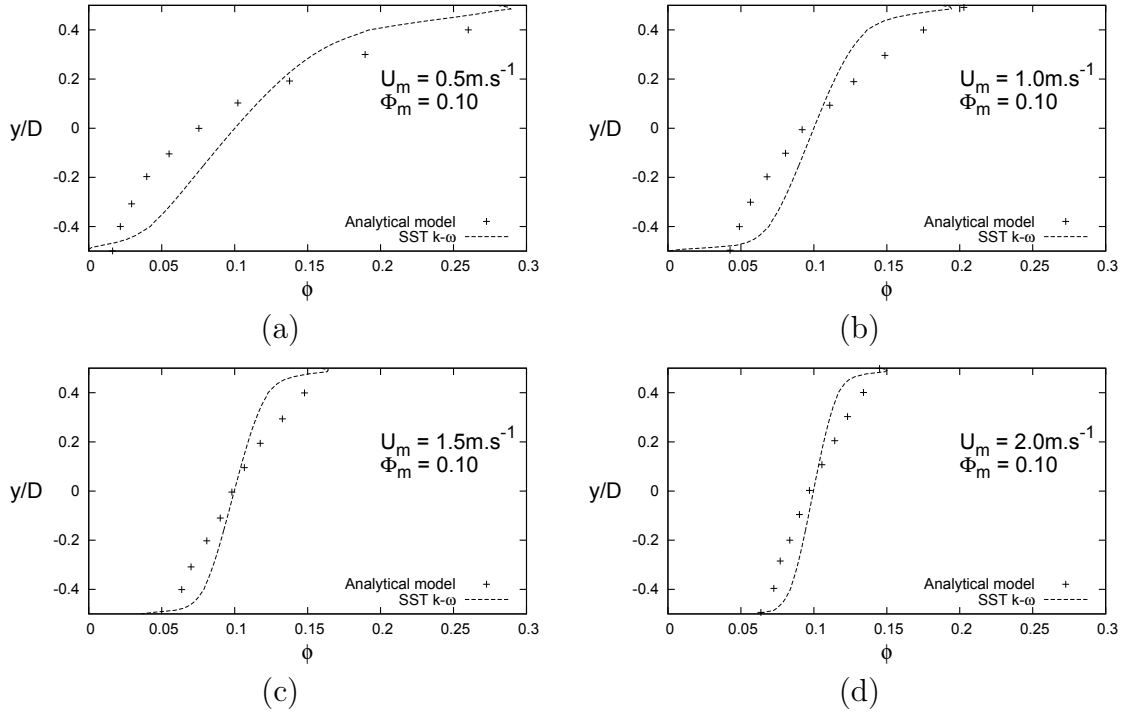 0.4
0.2
y/D
0
-0.2
-0.4
U_m = 0.5m.s^-1
Φ_m = 0.10
Analytical model
SST k-ω
0 0.05 0.1 0.15 0.2 0.25 0.3
ϕ
(a)
0.4
0.2
y/D
0
-0.2
-0.4
U_m = 1.0m.s^-1
Φ_m = 0.10
Analytical model
SST k-ω
0 0.05 0.1 0.15 0.2 0.25 0.3
ϕ
(b)
0.4
0.2
y/D
0
-0.2
-0.4
U_m = 1.5m.s^-1
Φ_m = 0.10
Analytical model
SST k-ω
0 0.05 0.1 0.15 0.2 0.25 0.3
ϕ
(c)
0.4
0.2
y/D
0
-0.2
-0.4
U_m = 2.0m.s^-1
Φ_m = 0.10
Analytical model
SST k-ω
0 0.05 0.1 0.15 0.2 0.25 0.3
ϕ
(d)